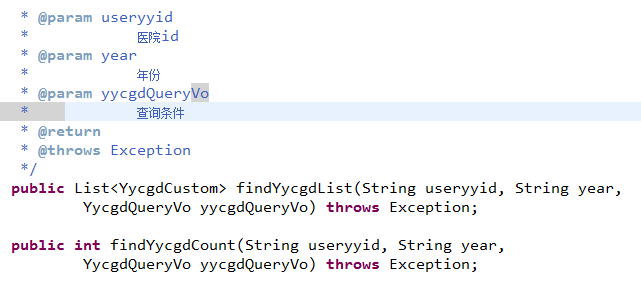 * @param useryyid
*            医院id
* @param year
*            年份
* @param yycgdQueryVo
*            查询条件
* @return
* @throws Exception
*/
public List<YycgdCustom> findYycgdList(String useryyid, String year,
        YycgdQueryVo yycgdQueryVo) throws Exception;
public int findYycgdCount(String useryyid, String year,
        YycgdQueryVo yycgdQueryVo) throws Exception;